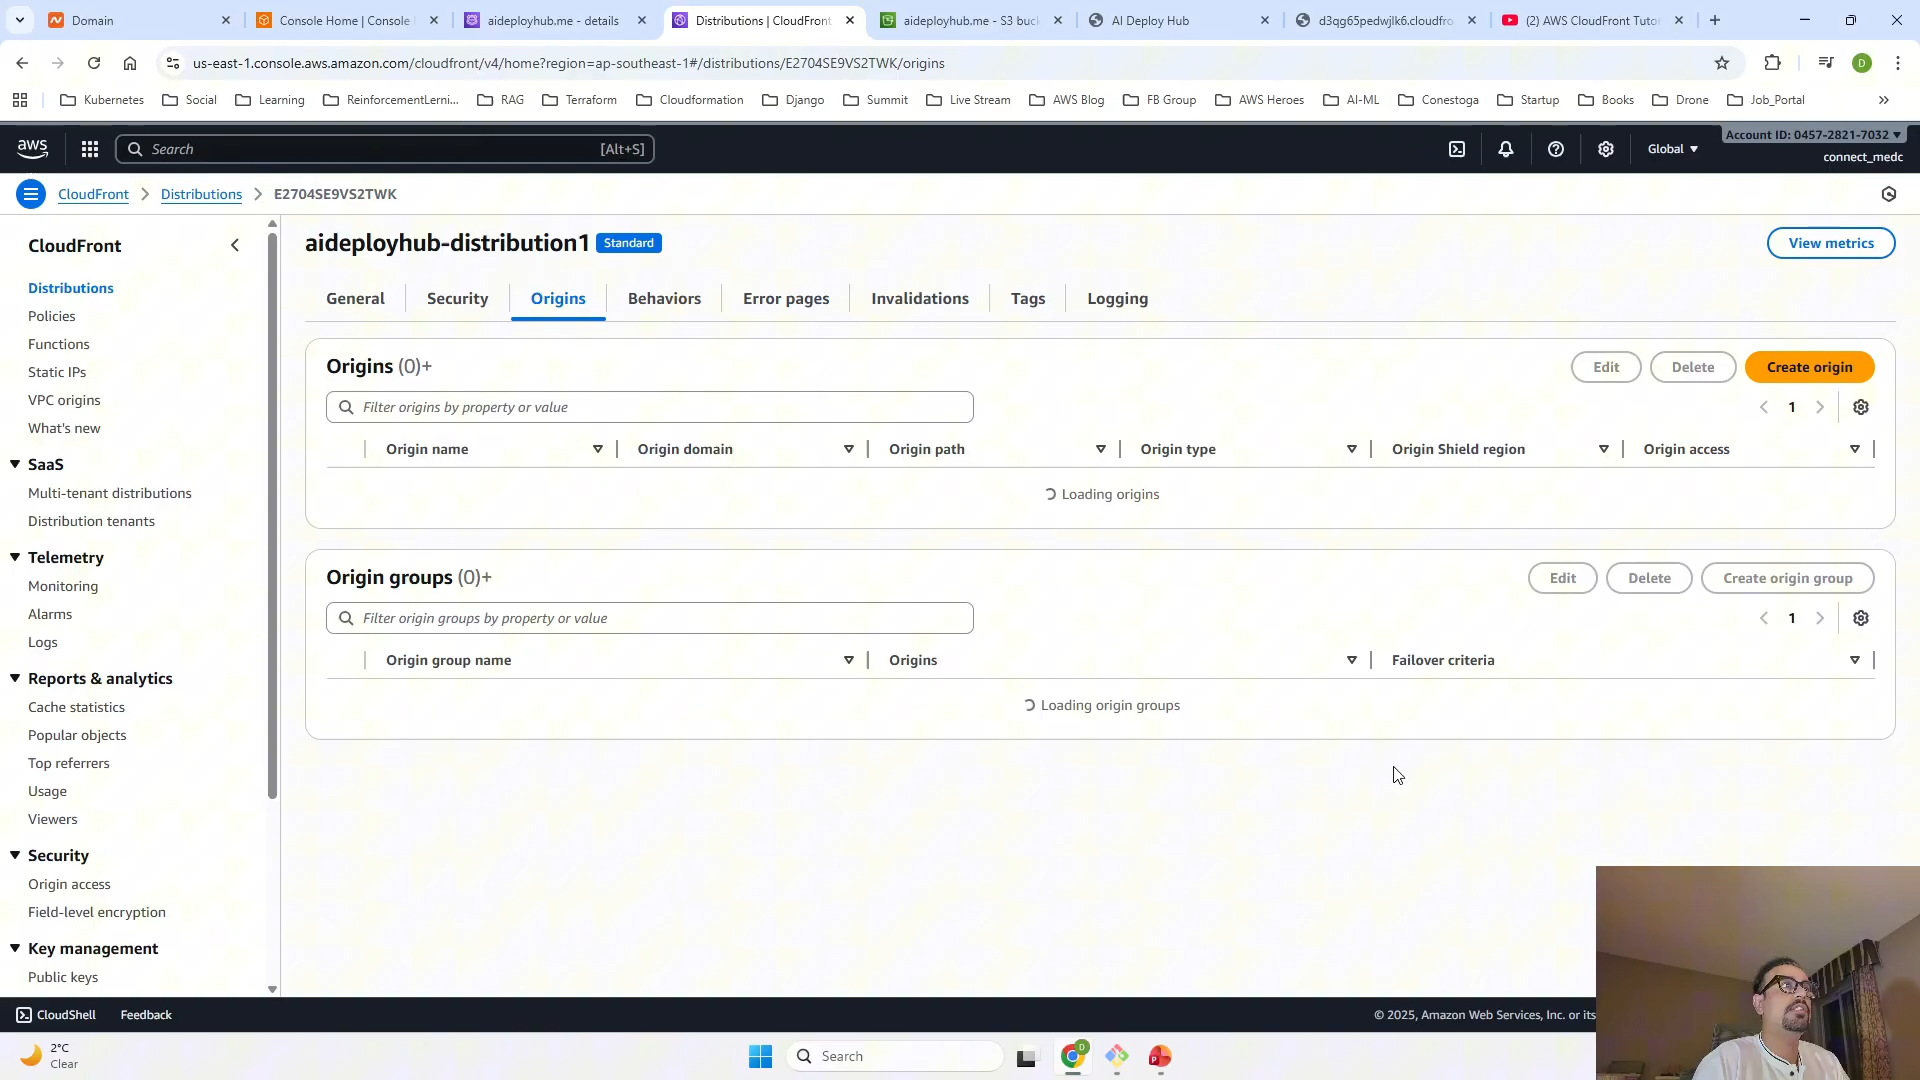 Domain
Console Home | Console
aideployhub.me - details
Distributions | CloudFront
aideployhub.me - S3 buc
AI Deploy Hub
d3qg65pedwjlk6.cloudfro
(2) AWS CloudFront Tuto
us-east-1.console.aws.amazon.com/cloudfront/v4/home?region=ap-southeast-1#/distributions/E2704SE9VS2TWK/origins
D
Kubernetes
Social
Learning
ReinforcementLerni...
RAG
Terraform
Cloudformation
Django
Summit
Live Stream
AWS Blog
FB Group
AWS Heroes
AI-ML
Conestoga
Startup
Books
Drone
Job_Portal
aws
Search
[Alt+S]
Global
Account ID: 0457-2821-7032
connect_medc
CloudFront
Distributions
E2704SE9VS2TWK
CloudFront
Distributions
Policies
Functions
Static IPs
VPC origins
What's new
SaaS
Multi-tenant distributions
Distribution tenants
Telemetry
Monitoring
Alarms
Logs
Reports & analytics
Cache statistics
Popular objects
Top referrers
Usage
Viewers
Security
Origin access
Field-level encryption
Key management
Public keys
aideployhub-distribution1
Standard
View metrics
General
Security
Origins
Behaviors
Error pages
Invalidations
Tags
Logging
Origins (0)+
Edit
Delete
Create origin
Filter origins by property or value
1
Origin name
Origin domain
Origin path
Origin type
Origin Shield region
Origin access
Loading origins
Origin groups (0)+
Edit
Delete
Create origin group
Filter origin groups by property or value
1
Origin group name
Origins
Failover criteria
Loading origin groups
CloudShell
Feedback
© 2025, Amazon Web Services, Inc. or its
2°C
Clear
Search
D